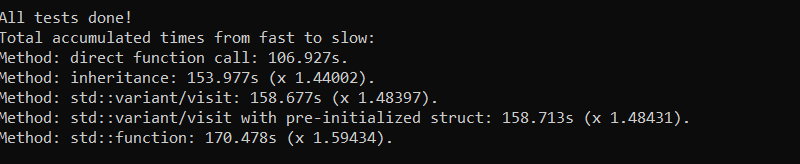 All tests done!
Total accumulated times from fast to slow:
Method: direct function call: 106.927s.
Method: inheritance: 153.977s (x 1.44002).
Method: std::variant/visit: 158.677s (x 1.48397).
Method: std::variant/visit with pre-initialized struct: 158.713s (x 1.48431).
Method: std::function: 170.478s (x 1.59434).